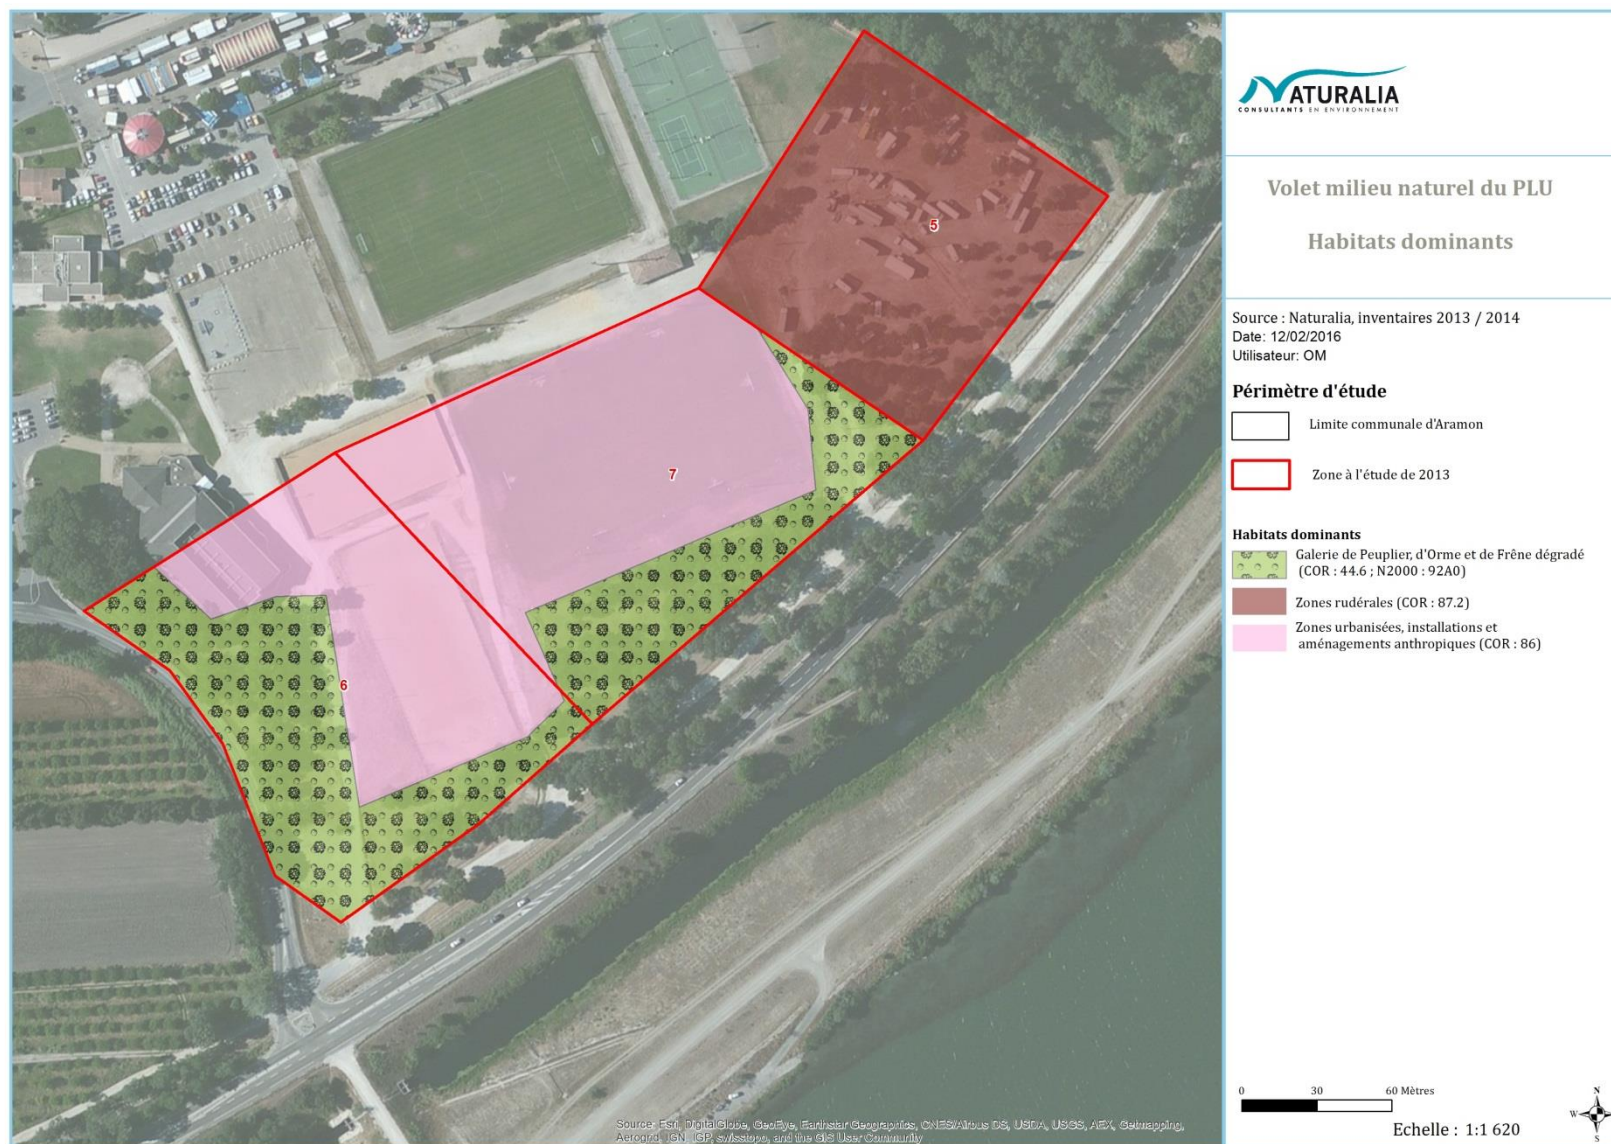 NATURALIA
CONSULTANTS EN ENVIRONNEMENT
Volet milieu naturel du PLU
Habitats dominants
Source : Naturalia, inventaires 2013 / 2014
Date: 12/02/2016
Utilisateur: OM
Périmètre d'étude
Limite communale d'Aramon
Zone à l'étude de 2013
Habitats dominants
Galerie de Peuplier, d'Orme et de Frêne dégradé
(COR : 44.6 ; N2000 : 92A0)
Zones rudérales (COR : 87.2)
Zones urbanisées, installations et
aménagements anthropiques (COR : 86)
5
7
6
0 30 60 Mètres
N
W
S
Echelle : 1:1 620
Source: Esri, DigitalGlobe, GeoEye, Earthstar Geographics, CNES/Airbus DS, USDA, USGS, AEX, Getmapping,
Aerogrid, IGN, IGP, swisstopo, and the GIS User Community